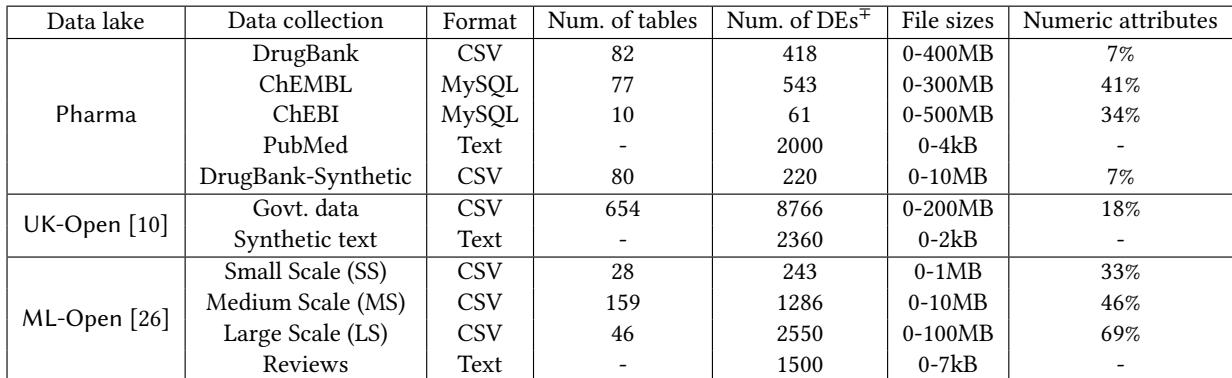 Data lake Data collection Format Num. of tables Num. of DEs∓ File sizes Numeric attributes
DrugBank CSV 82 418 0-400MB 7%
ChEMBL MySQL 77 543 0-300MB 41%
Pharma ChEBI MySQL 10 61 0-500MB 34%
PubMed Text - 2000 0-4kB -
DrugBank-Synthetic CSV 80 220 0-10MB 7%
UK-Open [10] Govt. data CSV 654 8766 0-200MB 18%
Synthetic text Text - 2360 0-2kB -
Small Scale (SS) CSV 28 243 0-1MB 33%
ML-Open [26] Medium Scale (MS) CSV 159 1286 0-10MB 46%
Large Scale (LS) CSV 46 2550 0-100MB 69%
Reviews Text - 1500 0-7kB -